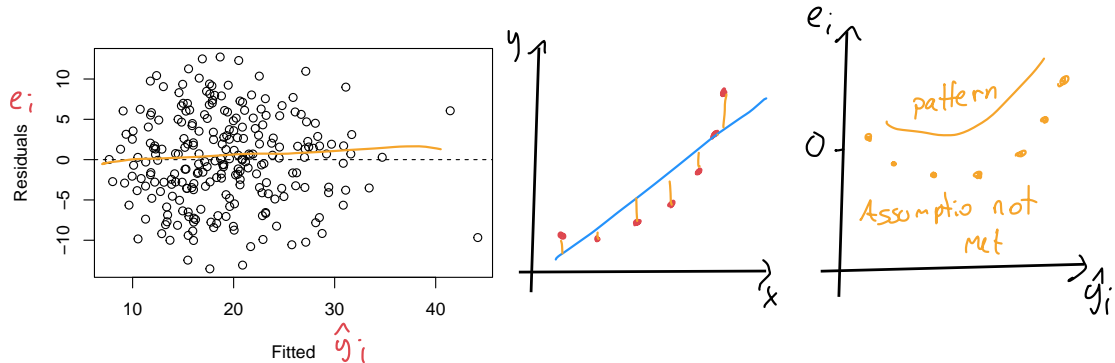 e_i
Residuals
10
5
0
−5
−10
10
20
30
40
Fitted
ŷ_i
y
x
e_i
0
pattern
Assumptio not
met
ŷ_i